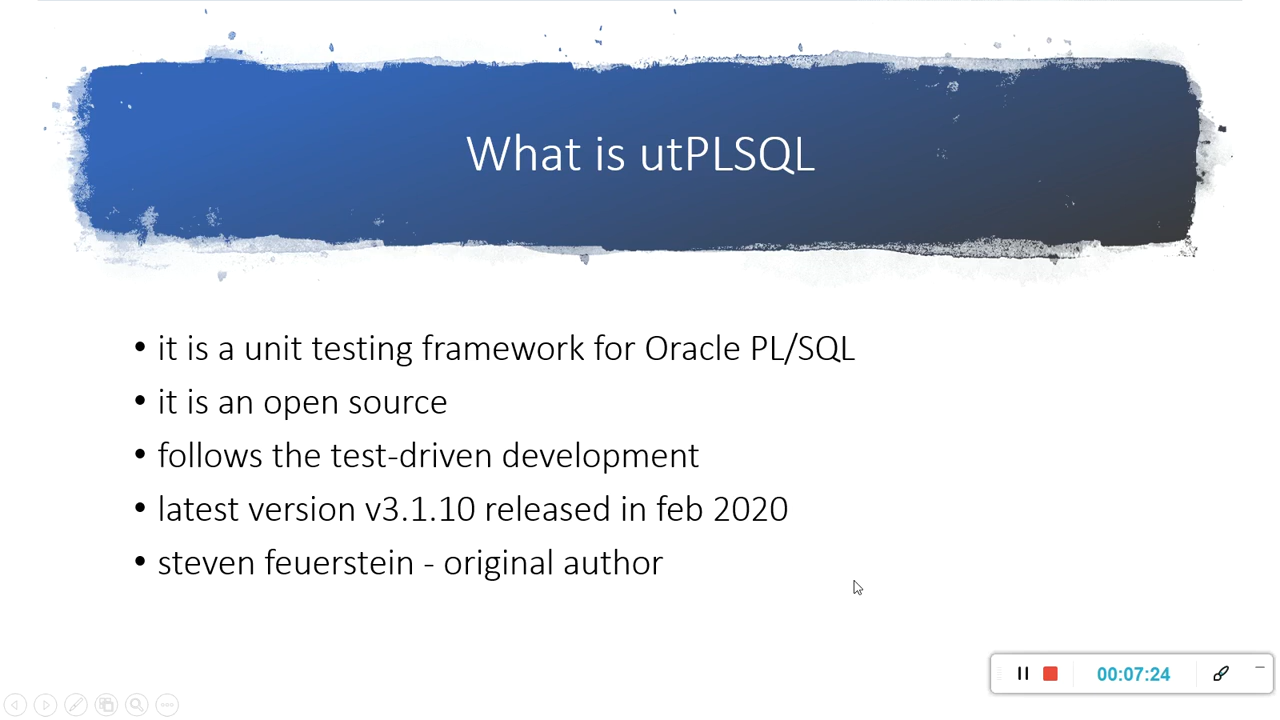 What is utPLSQL
• it is a unit testing framework for Oracle PL/SQL
• it is an open source
• follows the test-driven development
• latest version v3.1.10 released in feb 2020
• steven feuerstein - original author
00:07:24